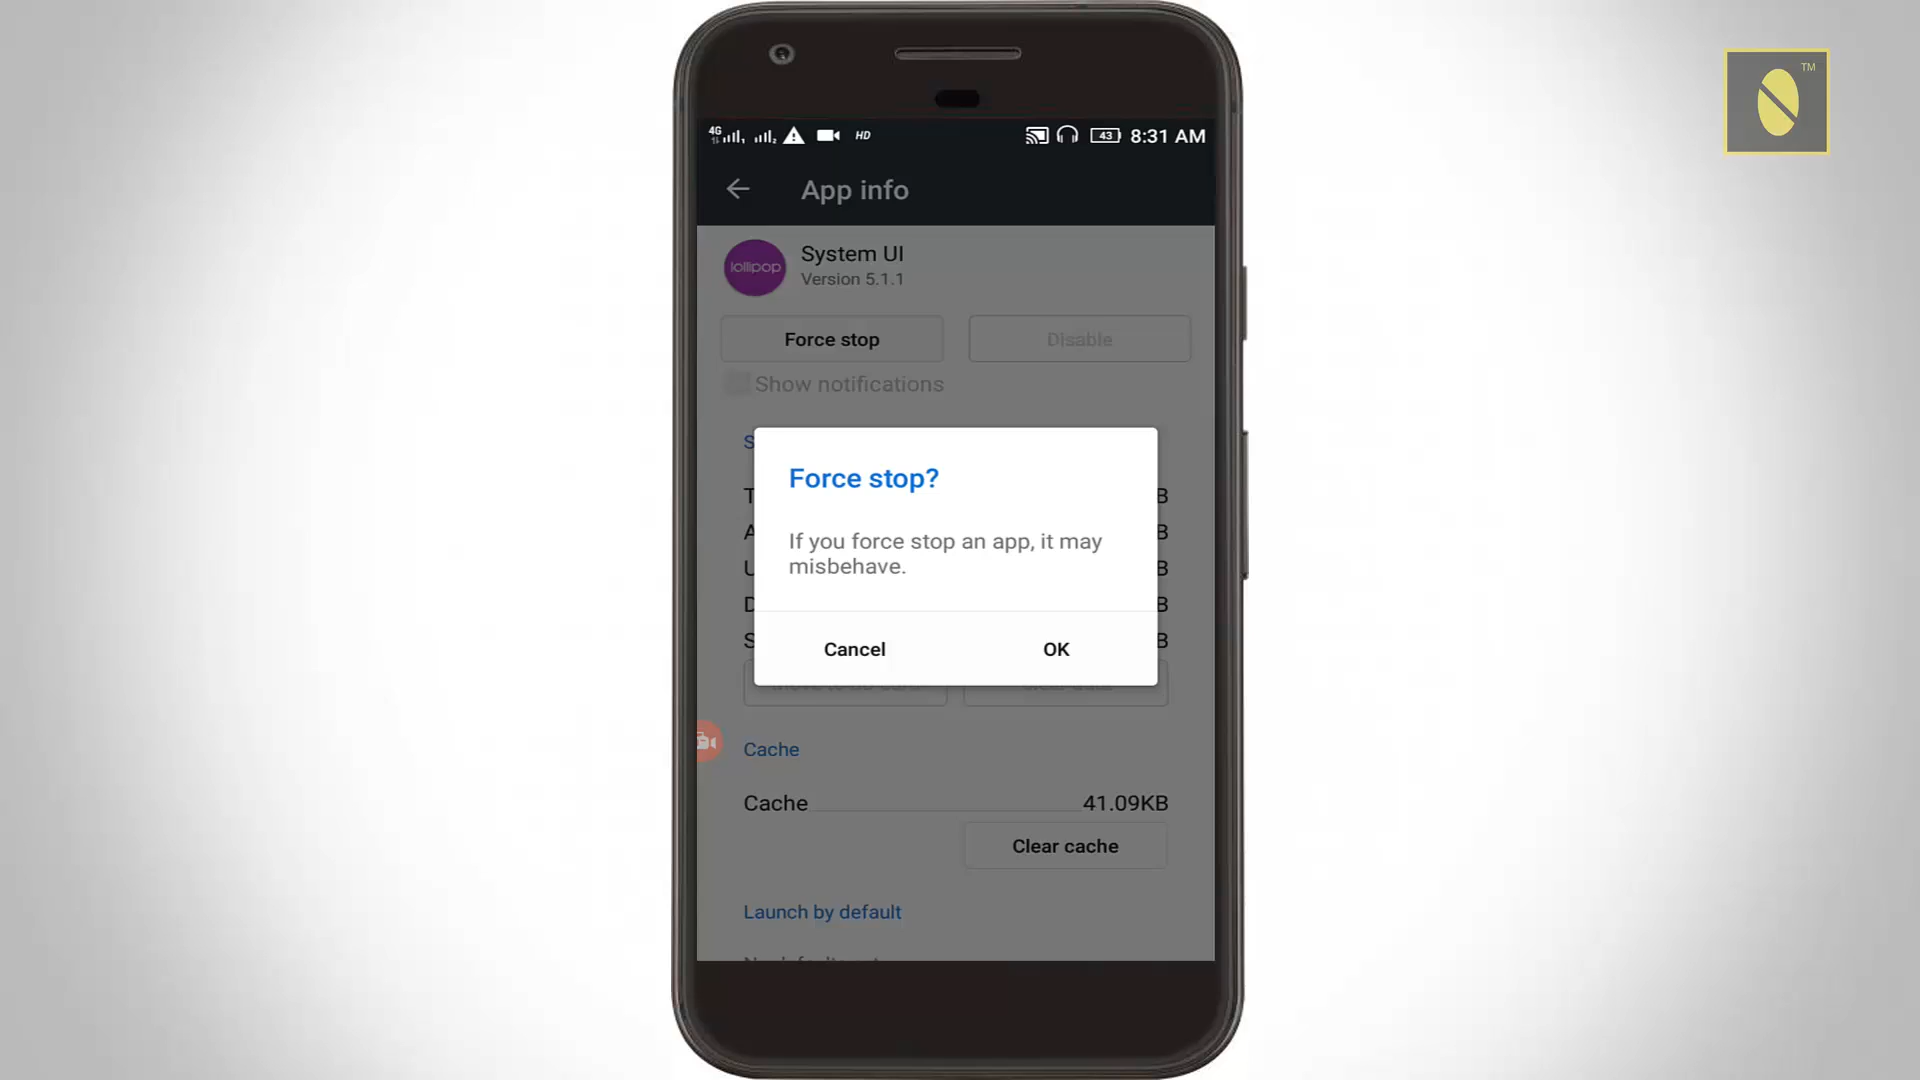 TM
4G HD 43 8:31 AM
App info
lollipop
System UI
Version 5.1.1
Force stop Disable
Show notifications
S
Force stop?
T B
If you force stop an app, it may
A B
misbehave.
U B
D B
S B
Cancel OK
Cache
Cache 41.09KB
Clear cache
Launch by default